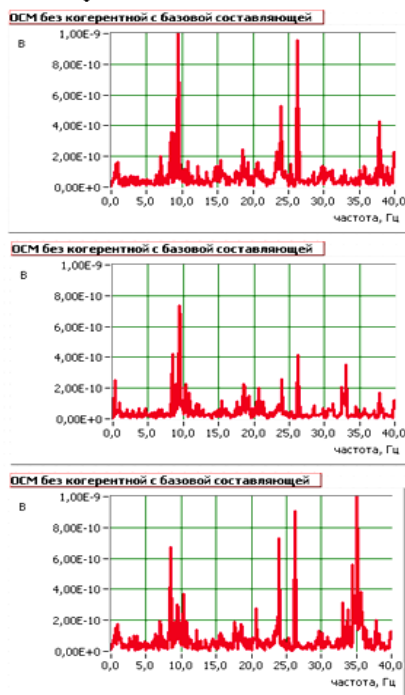 ОСМ без когерентной с базовой составляющей
В
1,00E-9
8,00E-10
6,00E-10
4,00E-10
2,00E-10
0,00E+0
0,0 5,0 10,0 15,0 20,0 25,0 30,0 35,0 40,0
частота, Гц
ОСМ без когерентной с базовой составляющей
В
1,00E-9
8,00E-10
6,00E-10
4,00E-10
2,00E-10
0,00E+0
0,0 5,0 10,0 15,0 20,0 25,0 30,0 35,0 40,0
частота, Гц
ОСМ без когерентной с базовой составляющей
В
1,00E-9
8,00E-10
6,00E-10
4,00E-10
2,00E-10
0,00E+0
0,0 5,0 10,0 15,0 20,0 25,0 30,0 35,0 40,0
частота, Гц